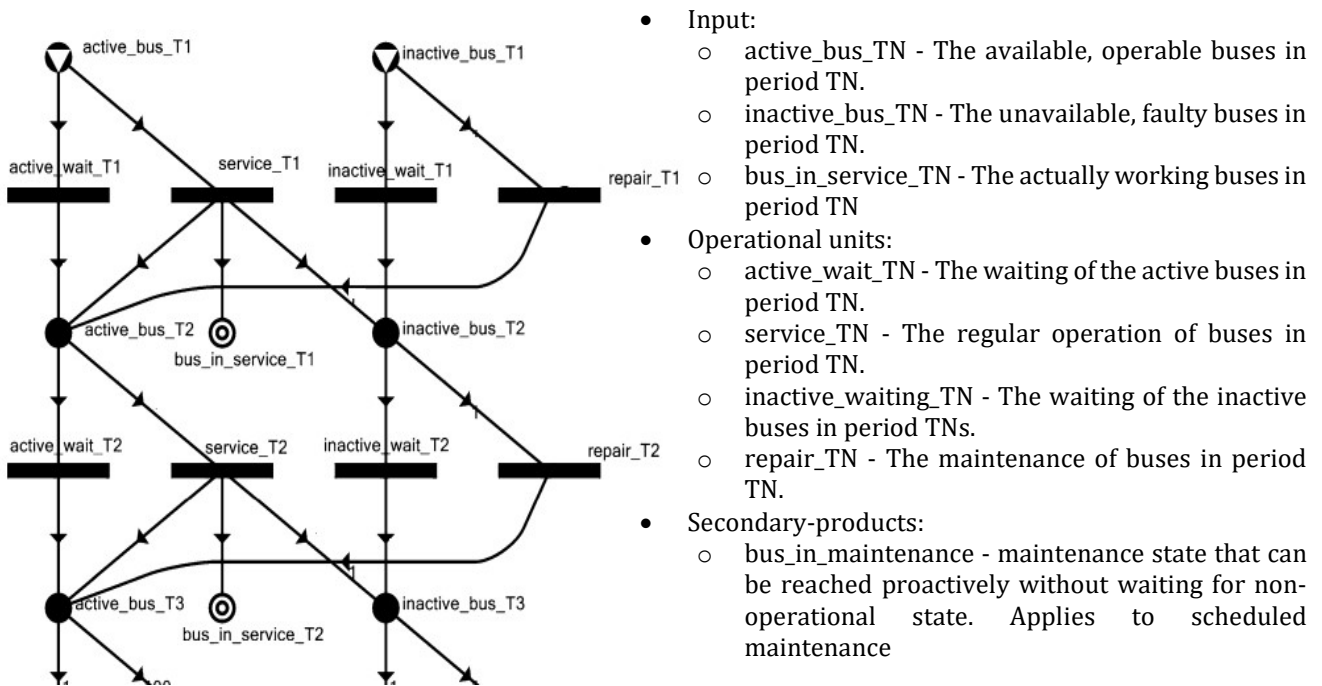 active_bus_T1
inactive_bus_T1
active_wait_T1
service_T1
inactive_wait_T1
repair_T1
active_bus_T2
bus_in_service_T1
inactive_bus_T2
1
active_wait_T2
service_T2
inactive_wait_T2
repair_T2
1
active_bus_T3
bus_in_service_T2
inactive_bus_T3
1
100
1
• Input:
o active_bus_TN - The available, operable buses in
period TN.
o inactive_bus_TN - The unavailable, faulty buses in
period TN.
o bus_in_service_TN - The actually working buses in
period TN
• Operational units:
o active_wait_TN - The waiting of the active buses in
period TN.
o service_TN - The regular operation of buses in
period TN.
o inactive_waiting_TN - The waiting of the inactive
buses in period TNs.
o repair_TN - The maintenance of buses in period
TN.
• Secondary-products:
o bus_in_maintenance - maintenance state that can
be reached proactively without waiting for non-
operational state. Applies to scheduled
maintenance